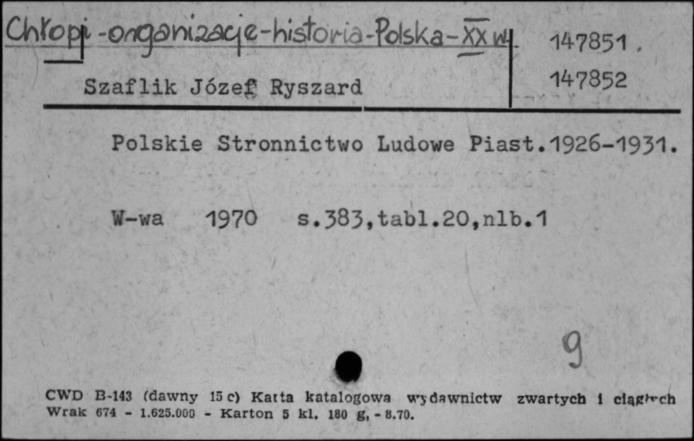 Chłopi - organizacje - historia - Polska - XX w.
147851.
Szaflik Józef Ryszard
147852
Polskie Stronnictwo Ludowe Piast.1926-1931.
W-wa 1970 s.383,tabl.20,nlb.1
9
CWD B-143 (dawny 15 c) Karta katalogowa wydawnictw zwartych i ciągłych
Wrak 674 - 1.625.000 - Karton 5 kl. 180 g, - 8.70.